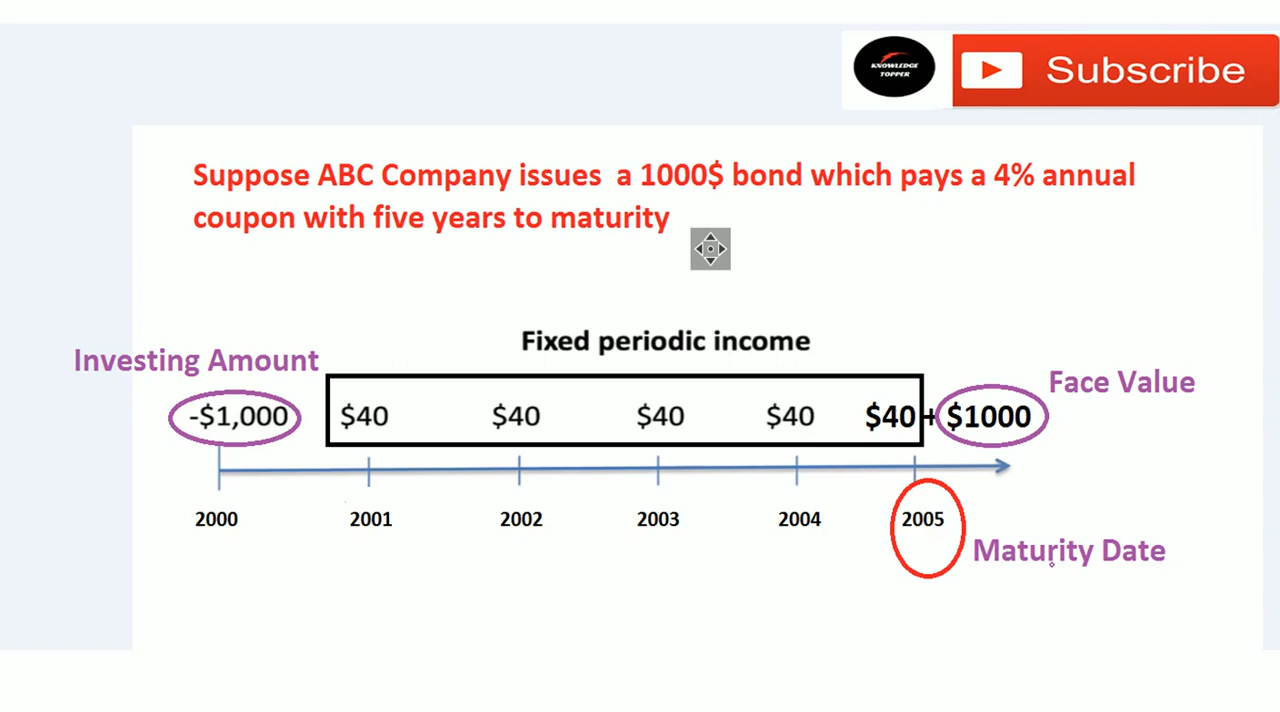 KNOWLEDGE
TOPPER
Subscribe
Suppose ABC Company issues a 1000$ bond which pays a 4% annual
coupon with five years to maturity
Fixed periodic income
Investing Amount
Face Value
-$1,000 $40 $40 $40 $40 $40 + $1000
2000 2001 2002 2003 2004 2005
Maturity Date